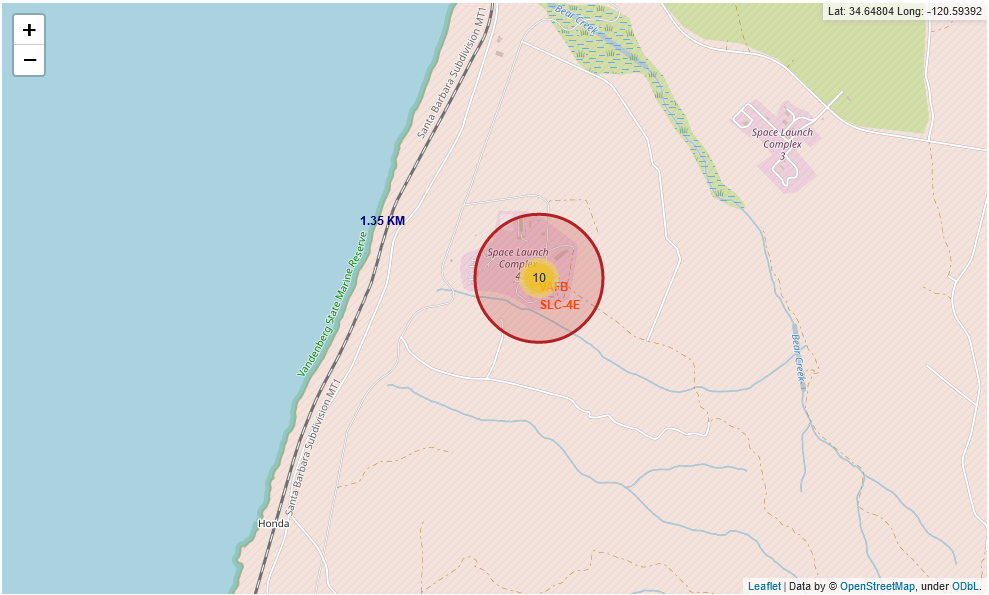 Lat: 34.64804 Long: -120.59392
+
−
Bear Creek
Santa Barbara Subdivision MT1
Space Launch
Complex
3
1.35 KM
Vandenberg State Marine Reserve
Space Launch
Complex
4
10
VAFB
SLC-4E
Bear Creek
Santa Barbara Subdivision MT1
Honda
Leaflet | Data by © OpenStreetMap, under ODbL.